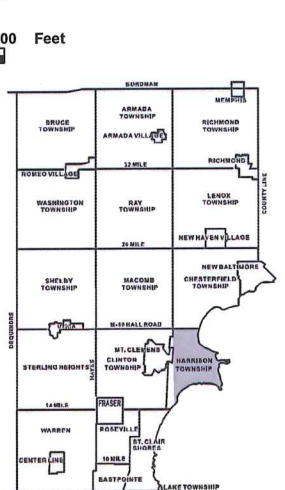 00 Feet
BORDMAN
MEMPHIS
BRUCE
TOWNSHIP
ARMADA
TOWNSHIP
RICHMOND
TOWNSHIP
ARMADA VILLAGE
32 MILE
RICHMOND
ROMEO VILLAGE
WASHINGTON
TOWNSHIP
RAY
TOWNSHIP
LENOX
TOWNSHIP
COUNTY LINE
NEW HAVEN VILLAGE
26 MILE
SHELBY
TOWNSHIP
MACOMB
TOWNSHIP
NEW BALTIMORE
CHESTERFIELD
TOWNSHIP
DEQUINDRE
UTICA
M-59 HALL ROAD
STERLING HEIGHTS
HAYES
MT. CLEMENS
CLINTON
TOWNSHIP
HARRISON
TOWNSHIP
14 MILE
FRASER
WARREN
ROSEVILLE
ST. CLAIR
SHORES
CENTER LINE
10 MILE
EASTPOINTE
LAKE TOWNSHIP